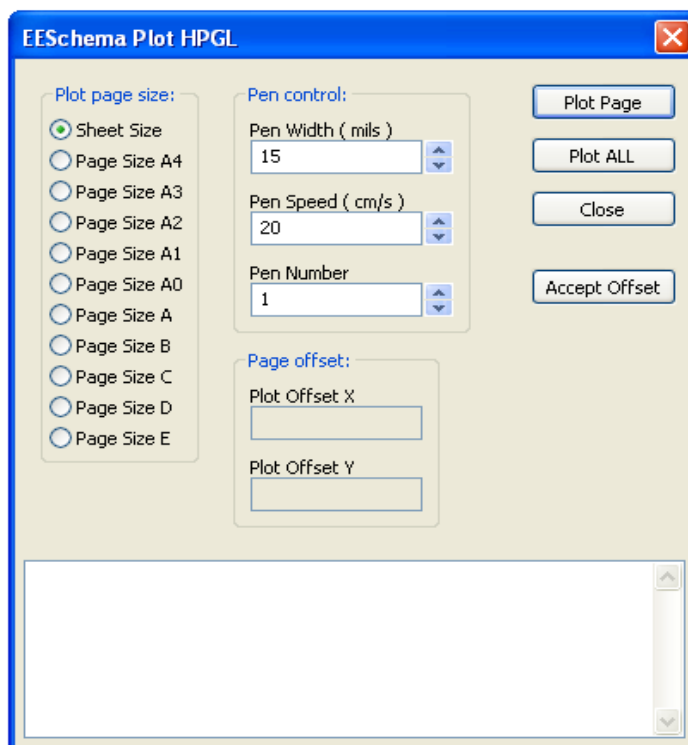 EESchema Plot HPGL
Plot page size:
Sheet Size
Page Size A4
Page Size A3
Page Size A2
Page Size A1
Page Size A0
Page Size A
Page Size B
Page Size C
Page Size D
Page Size E
Pen control:
Pen Width ( mils )
15
Pen Speed ( cm/s )
20
Pen Number
1
Page offset:
Plot Offset X
Plot Offset Y
Plot Page
Plot ALL
Close
Accept Offset